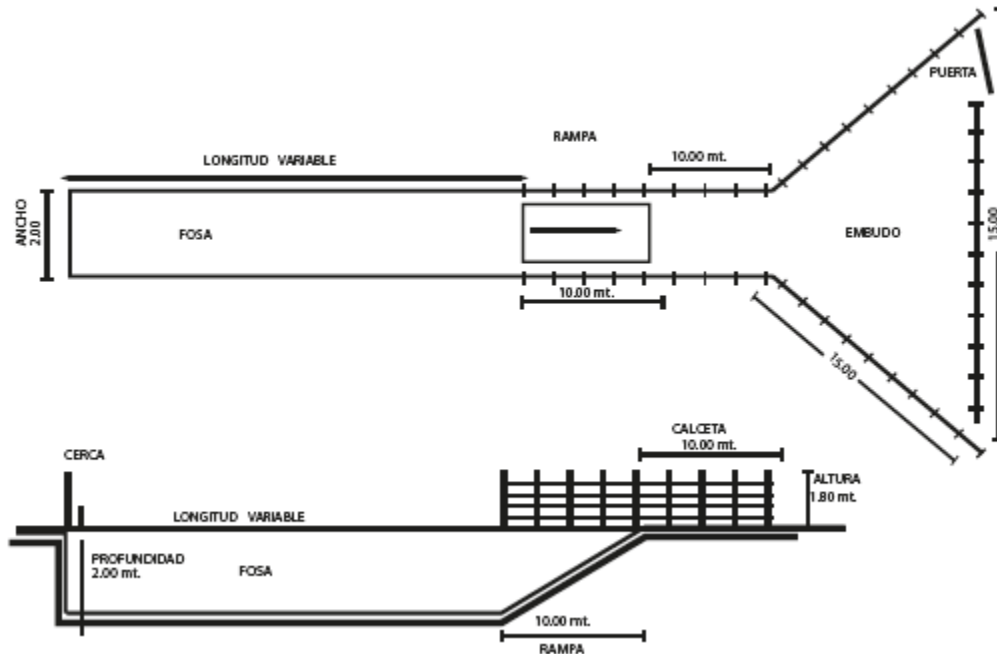 PUERTA
RAMPA
LONGITUD VARIABLE
10.00 mt.
ANCHO
2.00
FOSA
EMBUDO
15.00
10.00 mt.
15.00
CALCETA
10.00 mt.
CERCA
ALTURA
1.80 mt.
LONGITUD VARIABLE
PROFUNDIDAD
2.00 mt.
FOSA
10.00 mt.
RAMPA